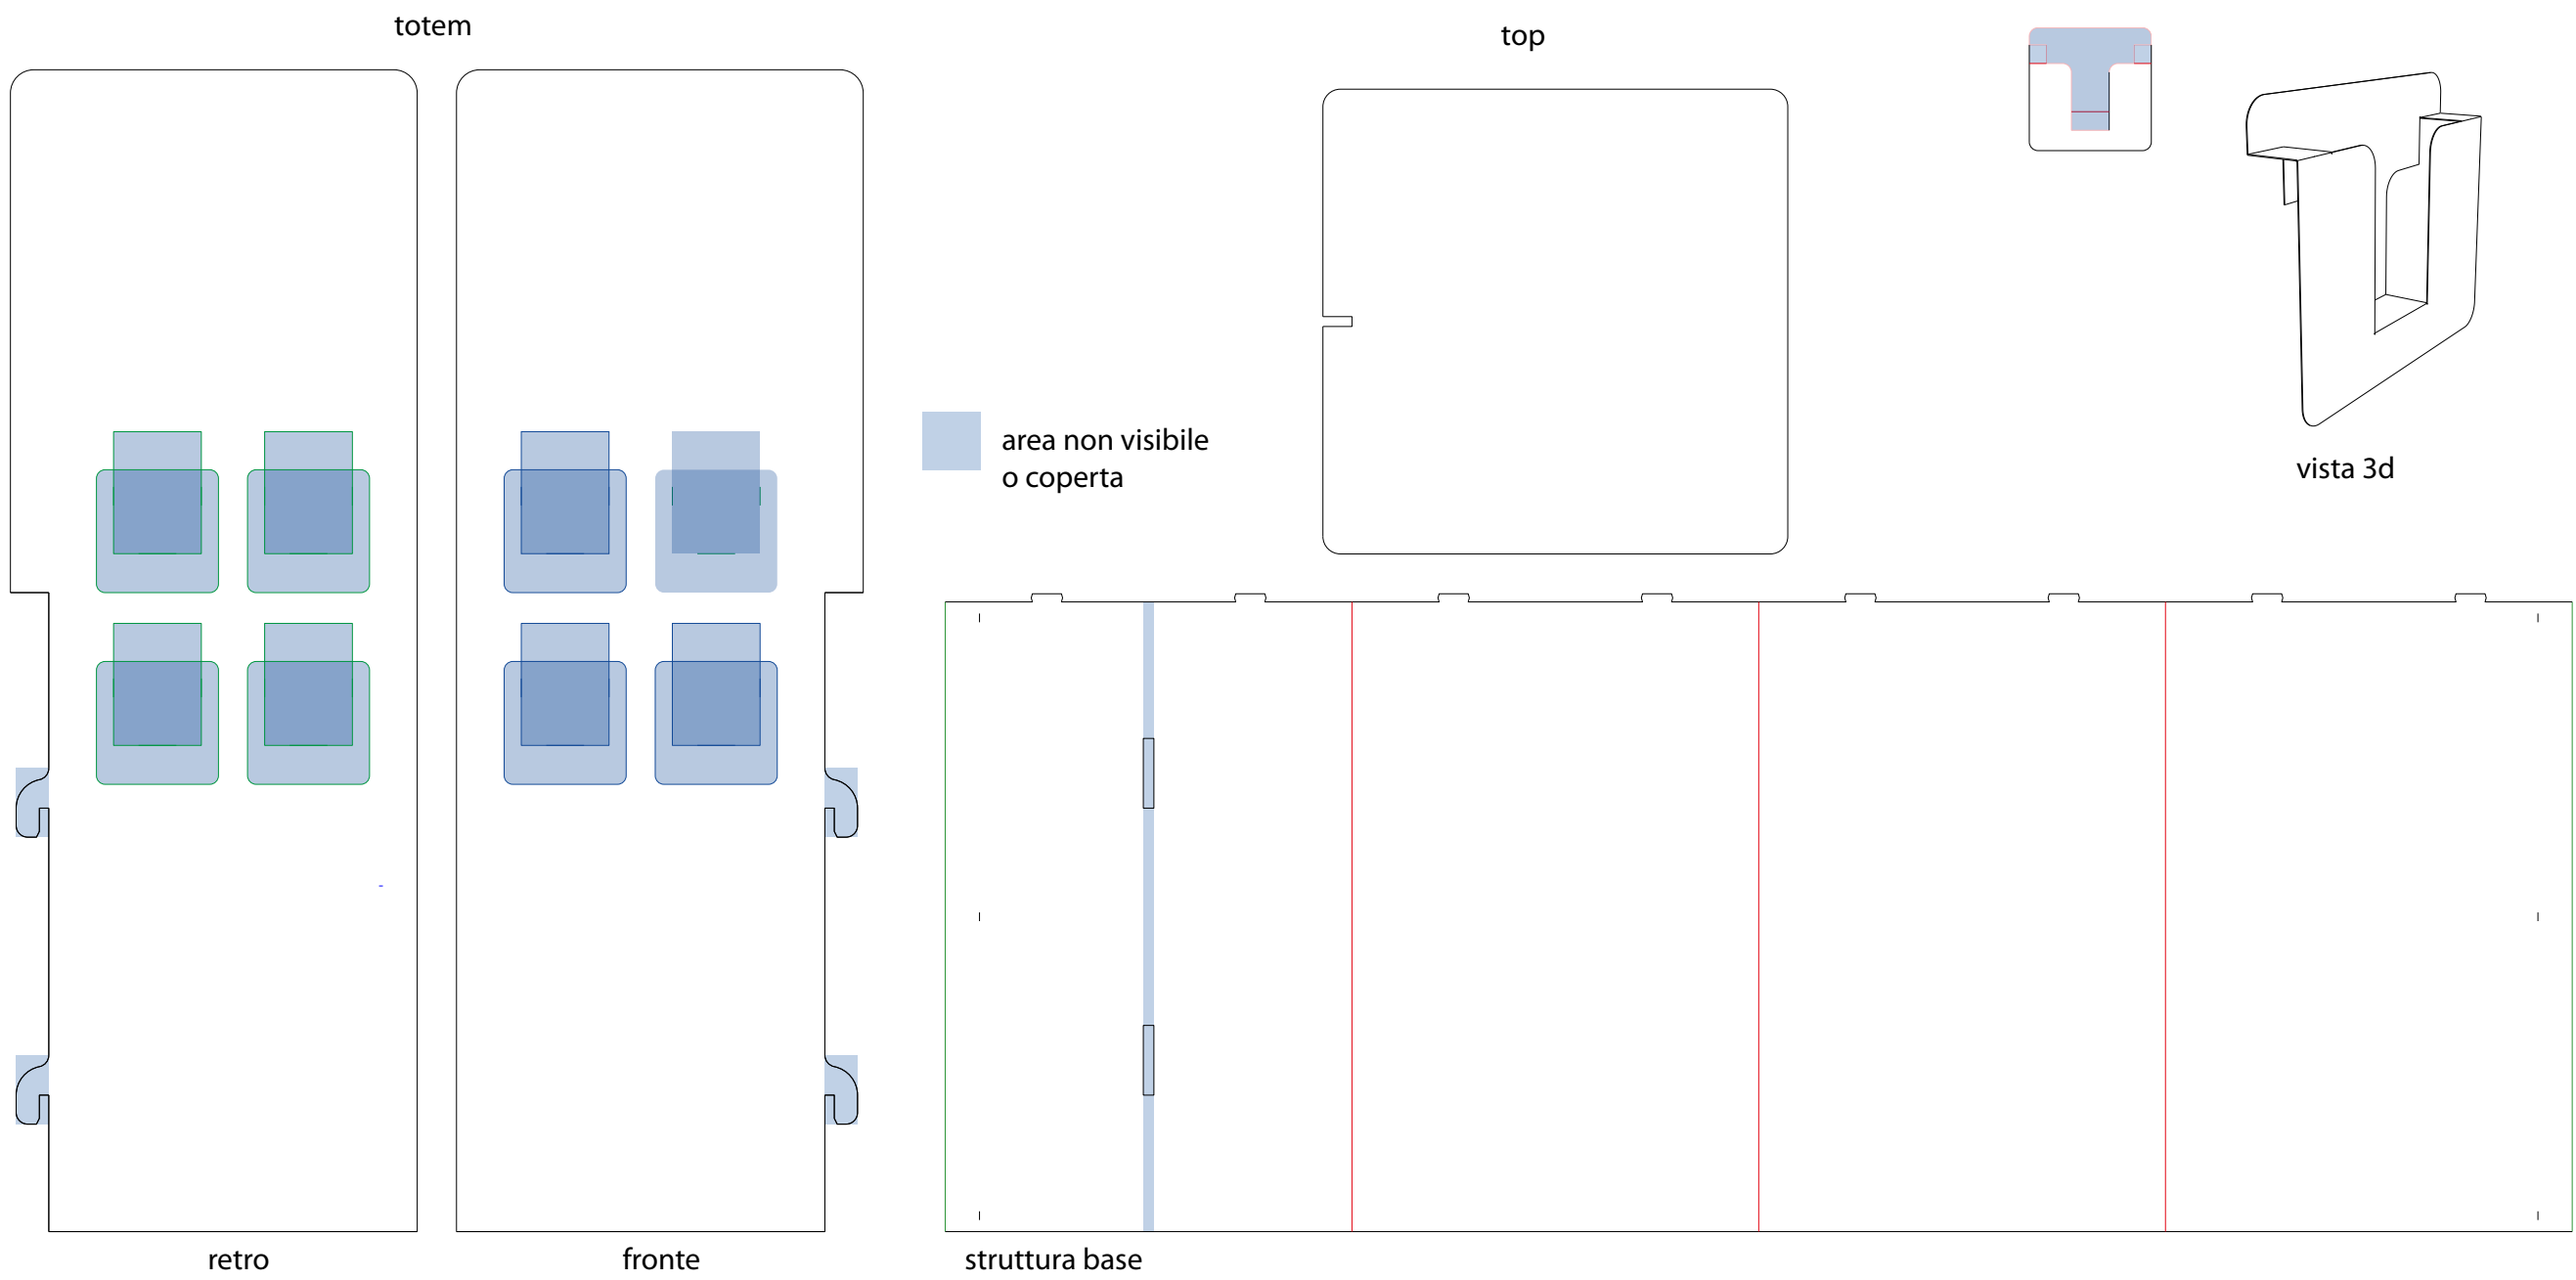 totem
top
area non visibile
o coperta
vista 3d
retro
fronte
struttura base